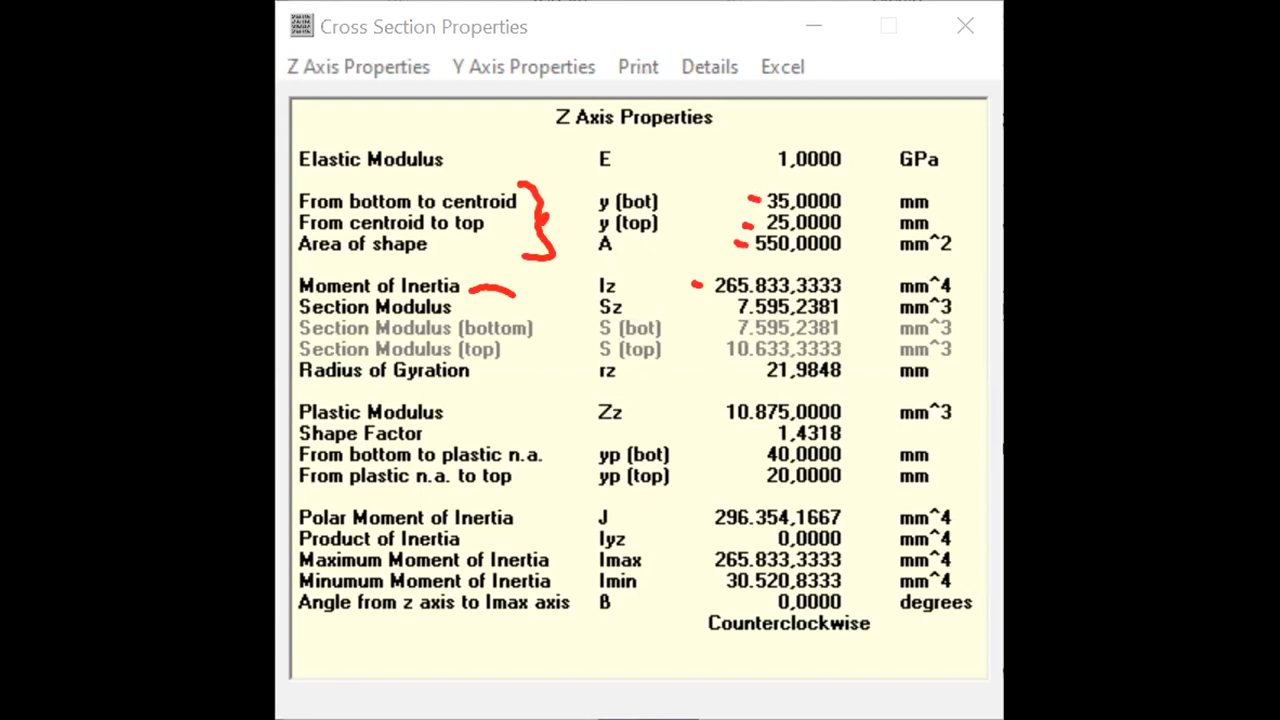 Cross Section Properties
Z Axis Properties Y Axis Properties Print Details Excel
Z Axis Properties
Elastic Modulus E 1,0000 GPa
From bottom to centroid y (bot) 35,0000 mm
From centroid to top y (top) 25,0000 mm
Area of shape A 550,0000 mm^2
Moment of Inertia Iz 265.833,3333 mm^4
Section Modulus Sz 7.595,2381 mm^3
Section Modulus (bottom) S (bot) 7.595,2381 mm^3
Section Modulus (top) S (top) 10.633,3333 mm^3
Radius of Gyration rz 21,9848 mm
Plastic Modulus Zz 10.875,0000 mm^3
Shape Factor 1,4318
From bottom to plastic n.a. yp (bot) 40,0000 mm
From plastic n.a. to top yp (top) 20,0000 mm
Polar Moment of Inertia J 296.354,1667 mm^4
Product of Inertia Iyz 0,0000 mm^4
Maximum Moment of Inertia Imax 265.833,3333 mm^4
Minumum Moment of Inertia Imin 30.520,8333 mm^4
Angle from z axis to Imax axis ß 0,0000 degrees
Counterclockwise